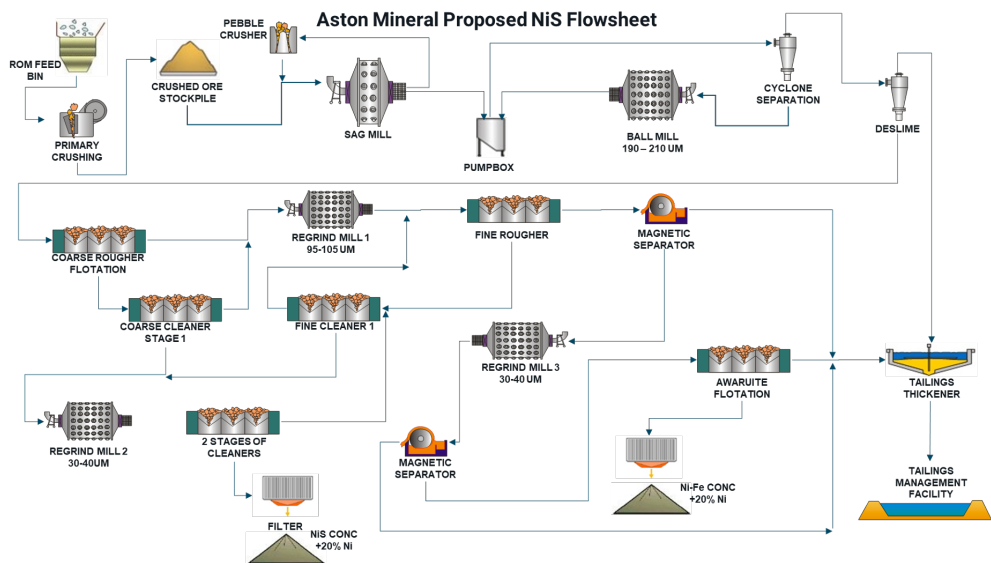 Aston Mineral Proposed NiS Flowsheet
PEBBLE
CRUSHER
ROM FEED
BIN
CRUSHED ORE
STOCKPILE
SAG MILL
PRIMARY
CRUSHING
PUMPBOX
BALL MILL
190 – 210 UM
CYCLONE
SEPARATION
DESLIME
COARSE ROUGHER
FLOTATION
REGRIND MILL 1
95-105 UM
FINE ROUGHER
MAGNETIC
SEPARATOR
COARSE CLEANER
STAGE 1
FINE CLEANER 1
REGRIND MILL 3
30-40 UM
AWARUITE
FLOTATION
TAILINGS
THICKENER
REGRIND MILL 2
30-40UM
2 STAGES OF
CLEANERS
MAGNETIC
SEPARATOR
Ni-Fe CONC
+20% Ni
TAILINGS
MANAGEMENT
FACILITY
FILTER
NiS CONC
+20% Ni